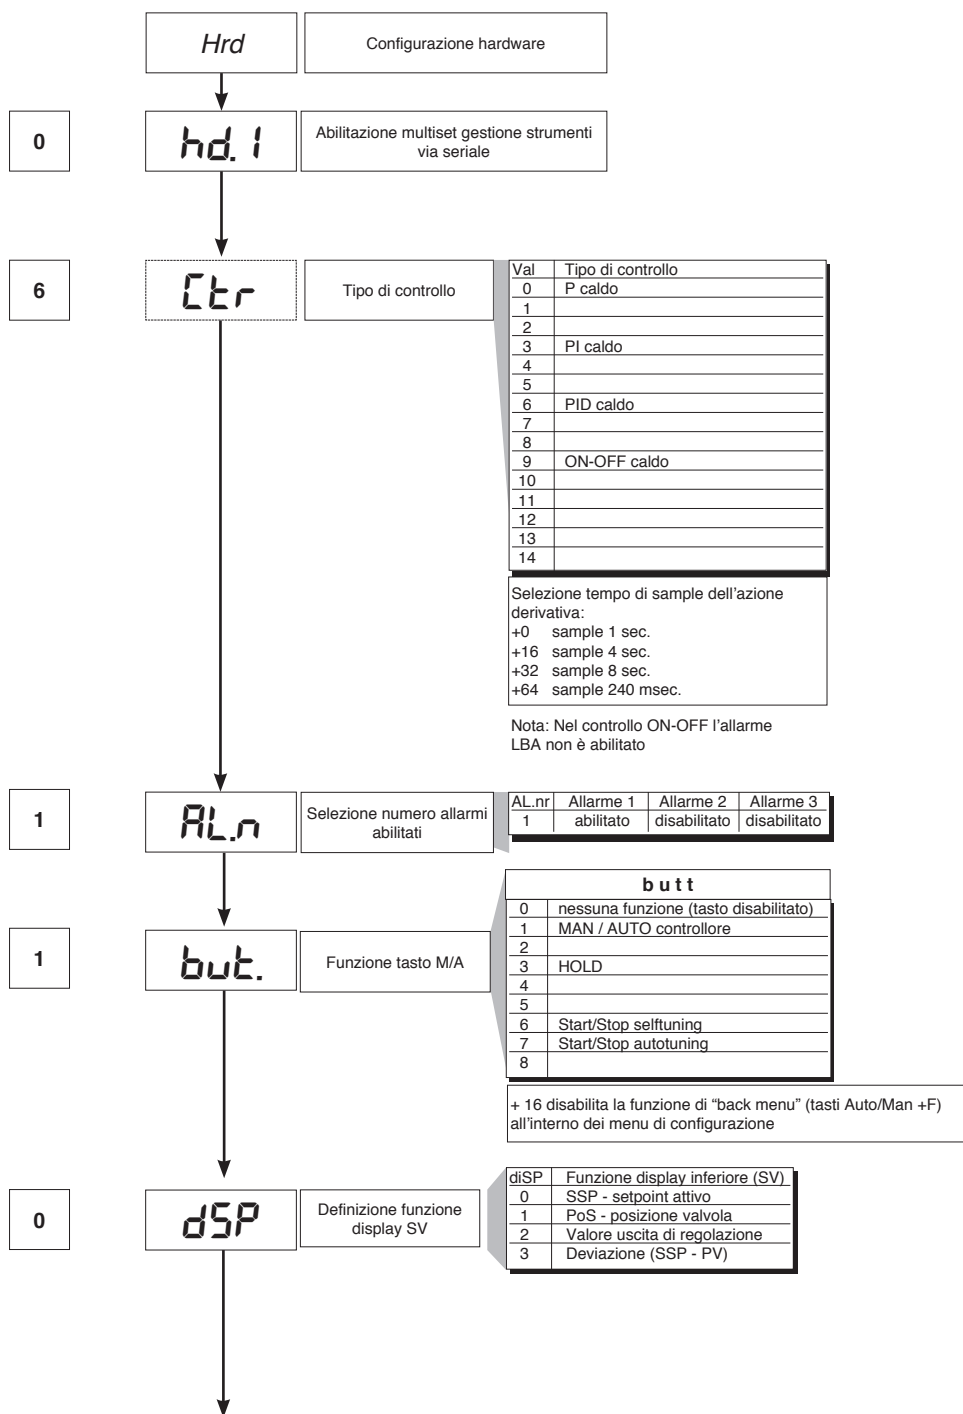 Hrd
Configurazione hardware
0
hd. 1
Abilitazione multiset gestione strumenti
via seriale
6
Ctr
Tipo di controllo
Val Tipo di controllo
0 P caldo
1
2
3 PI caldo
4
5
6 PID caldo
7
8
9 ON-OFF caldo
10
11
12
13
14
Selezione tempo di sample dell'azione
derivativa:
+0 sample 1 sec.
+16 sample 4 sec.
+32 sample 8 sec.
+64 sample 240 msec.
Nota: Nel controllo ON-OFF l'allarme
LBA non è abilitato
1
AL.n
Selezione numero allarmi
abilitati
AL.nr Allarme 1 Allarme 2 Allarme 3
1 abilitato disabilitato disabilitato
1
but.
Funzione tasto M/A
b u t t
0 nessuna funzione (tasto disabilitato)
1 MAN / AUTO controllore
2
3 HOLD
4
5
6 Start/Stop selftuning
7 Start/Stop autotuning
8
+ 16 disabilita la funzione di “back menu” (tasti Auto/Man +F)
all'interno dei menu di configurazione
0
dSP
Definizione funzione
display SV
diSP Funzione display inferiore (SV)
0 SSP - setpoint attivo
1 PoS - posizione valvola
2 Valore uscita di regolazione
3 Deviazione (SSP - PV)